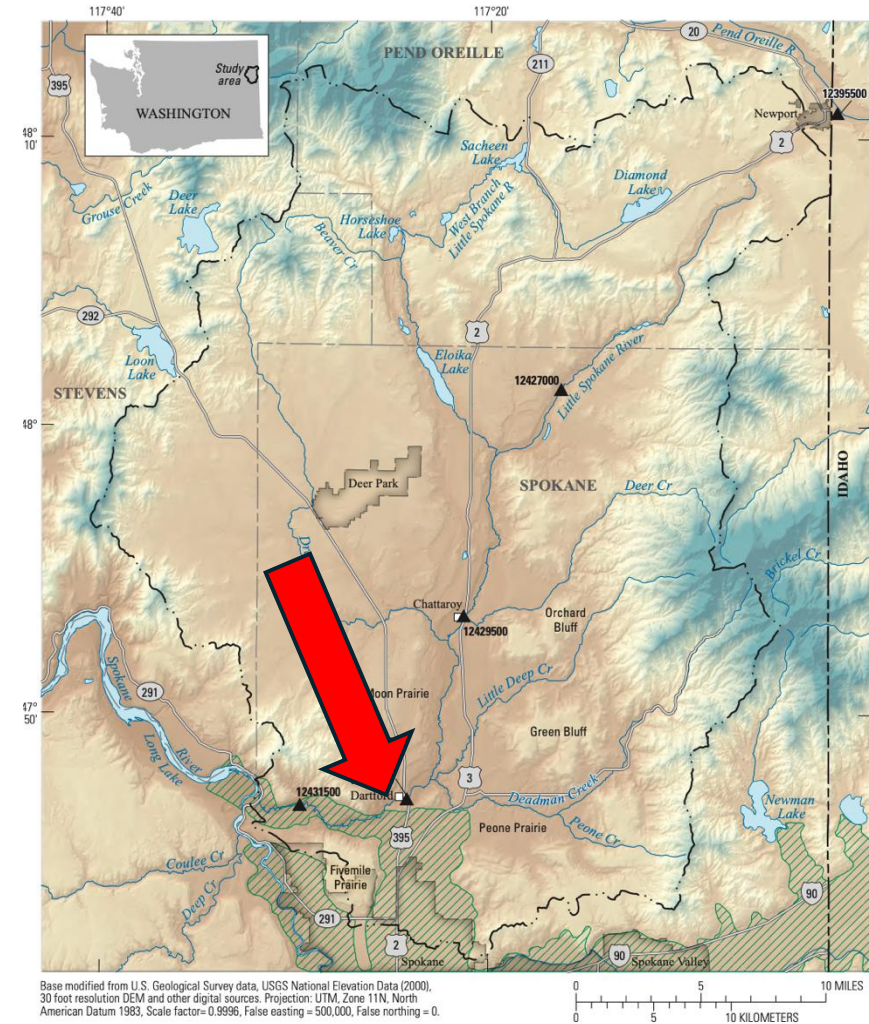 117°40'
117°20'
20
Pend Oreille R
PEND OREILLE
211
395
Study
area
WASHINGTON
12395500
Newport
48°
10'
2
Sacheen
Lake
Diamond
Lake
Grouse Creek
Deer
Lake
West Branch
Little Spokane R
Horseshoe
Lake
Beaver Cr
292
2
Loon
Lake
Eloika
Lake
Little Spokane River
12427000
STEVENS
48°
IDAHO
Deer Park
SPOKANE
Deer Cr
Brickel Cr
Chattaroy
12429500
Orchard
Bluff
Little Deep Cr
Spokane
River
Long Lake
291
47°
50'
Moon Prairie
Green Bluff
3
12431500
Dartford
Deadman Creek
Newman
Lake
395
Peone Prairie
Peone Cr
Coulee Cr
Deep Cr
Fivemile
Prairie
90
291
2
Spokane
90
Spokane Valley
Base modified from U.S. Geological Survey data, USGS National Elevation Data (2000),
30 foot resolution DEM and other digital sources. Projection: UTM, Zone 11N, North
American Datum 1983, Scale factor= 0.9996, False easting = 500,000, False northing = 0.
0 5 10 MILES
0 5 10 KILOMETERS